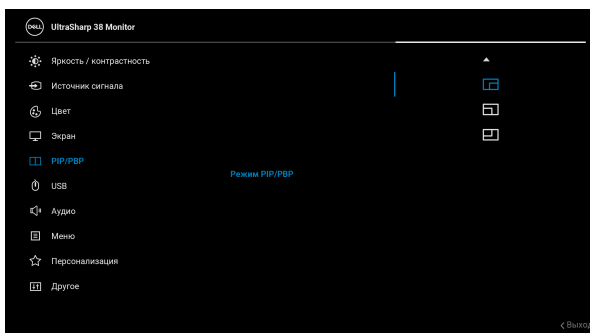 DELL UltraSharp 38 Monitor
Яркость / контрастность
Источник сигнала
Цвет
Экран
PIP/PBP
Режим PIP/PBP
USB
Аудио
Меню
Персонализация
Другое
Выход